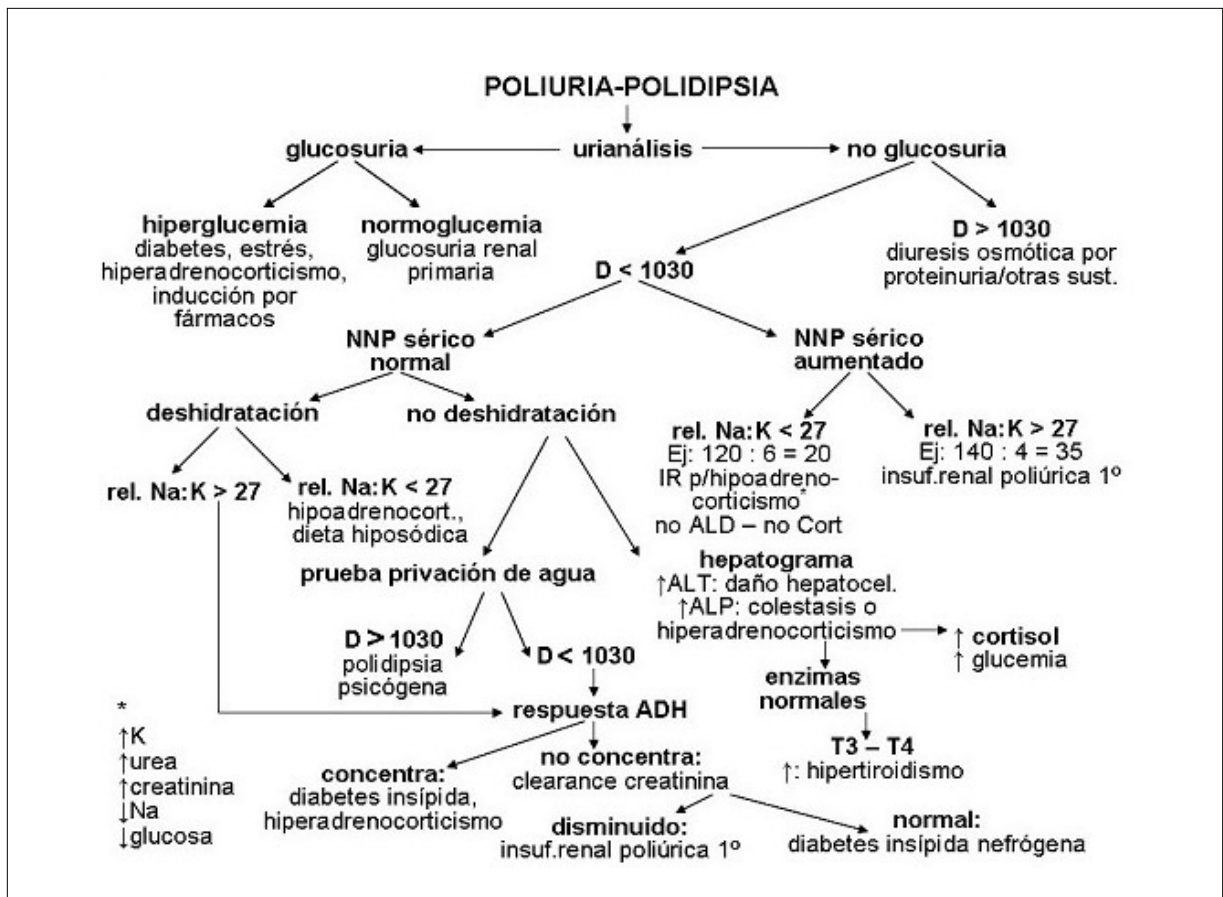 POLIURIA-POLIDIPSIA
glucosuria
urianálisis
no glucosuria
hiperglucemia
diabetes, estrés,
hiperadrenocorticismo,
inducción por
fármacos
normoglucemia
glucosuria renal
primaria
D < 1030
D > 1030
diuresis osmótica por
proteinuria/otras sust.
NNP sérico
normal
NNP sérico
aumentado
deshidratación
no deshidratación
rel. Na:K < 27
Ej: 120 : 6 = 20
IR p/hipoadreno-
corticismo*
no ALD – no Cort
rel. Na:K > 27
Ej: 140 : 4 = 35
insuf.renal poliúrica 1º
rel. Na:K > 27
rel. Na:K < 27
hipoadrenocort.,
dieta hiposódica
prueba privación de agua
hepatograma
↑ALT: daño hepatocel.
↑ALP: colestasis o
hiperadrenocorticismo
↑ cortisol
↑ glucemia
D > 1030
polidipsia
psicógena
D < 1030
enzimas
normales
respuesta ADH
T3 – T4
↑: hipertiroidismo
*
↑K
↑urea
↑creatinina
↓Na
↓glucosa
concentra:
diabetes insípida,
hiperadrenocorticismo
no concentra:
clearance creatinina
disminuido:
insuf.renal poliúrica 1º
normal:
diabetes insípida nefrógena